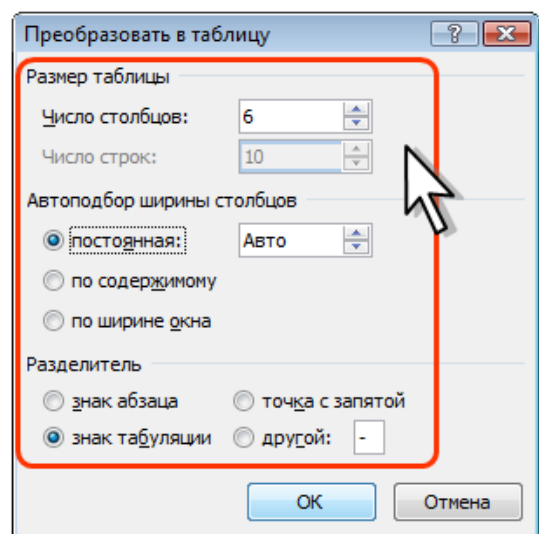 Преобразовать в таблицу
Размер таблицы
Число столбцов: 6
Число строк: 10
Автоподбор ширины столбцов
постоянная: Авто
по содержимому
по ширине окна
Разделитель
знак абзаца точка с запятой
знак табуляции другой: -
ОК Отмена